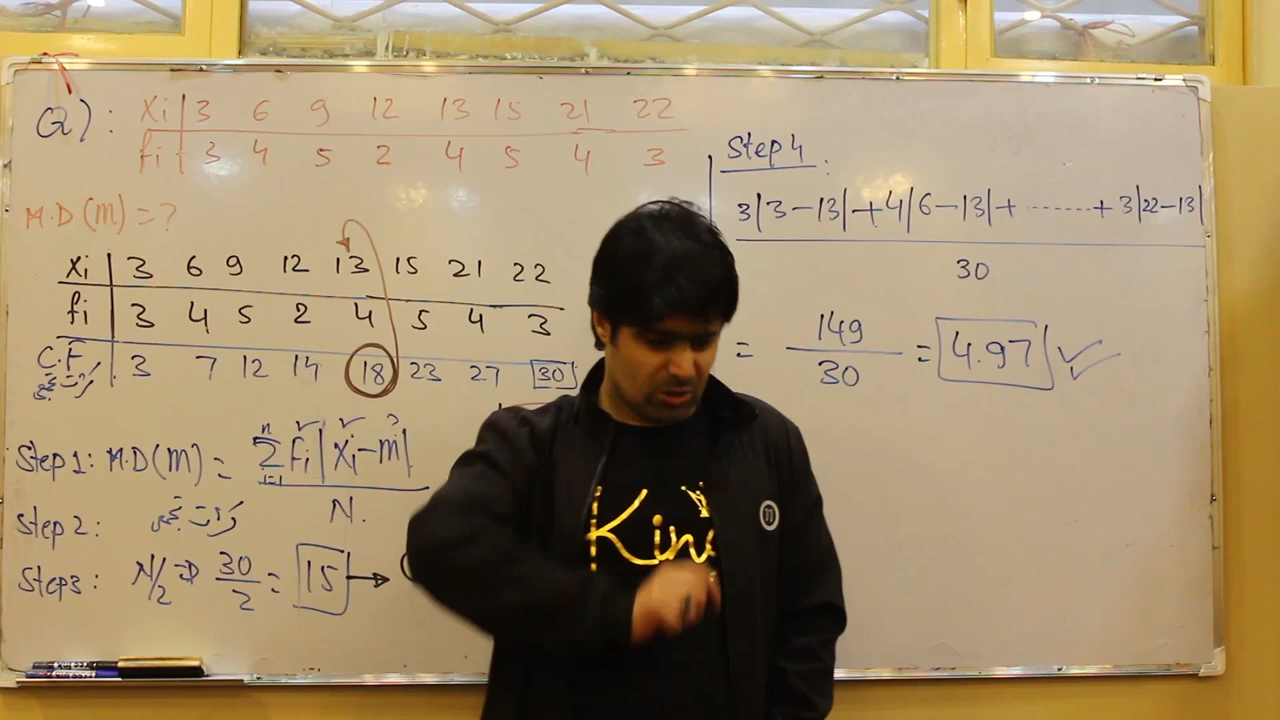 Q): xi 3 6 9 12 13 15 21 22
fi 3 4 5 2 4 5 4 3
M.D(m)=?
xi 3 6 9 12 13 15 21 22
fi 3 4 5 2 4 5 4 3
C.F 3 7 12 14 18 23 27 30
Step 1: M.D(m) = n Σ i=1 fi|xi-m| / N.
Step 2:
Step3: N/2 ⇒ 30/2 = 15 →
Step 4:
3|3-13|+4|6-13|+........+3|22-13|
30
= 149/30 = 4.97 ✓
Kin